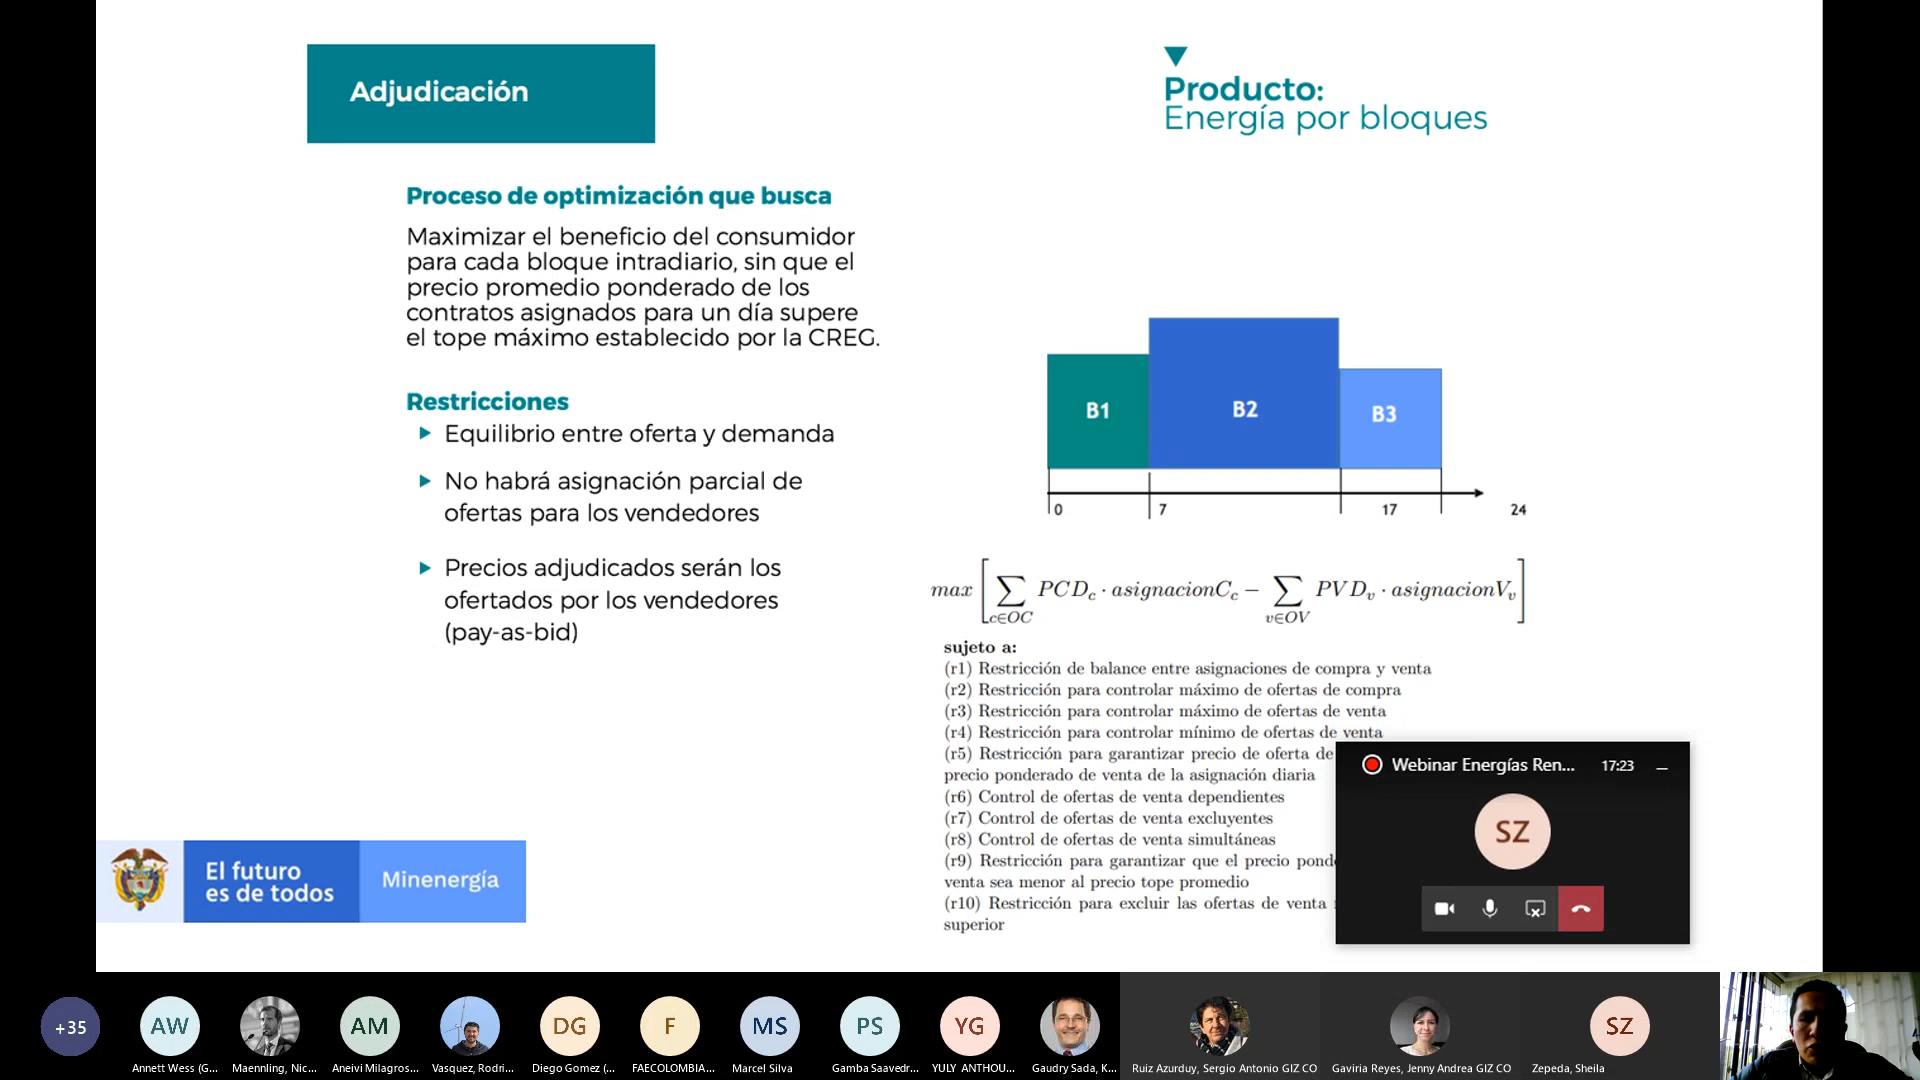 Adjudicación
Producto:
Energía por bloques
Proceso de optimización que busca
Maximizar el beneficio del consumidor
para cada bloque intradiario, sin que el
precio promedio ponderado de los
contratos asignados para un día supere
el tope máximo establecido por la CREG.
Restricciones
Equilibrio entre oferta y demanda
No habrá asignación parcial de
ofertas para los vendedores
Precios adjudicados serán los
ofertados por los vendedores
(pay-as-bid)
B1
B2
B3
0 7 17 24
max [ ∑ c∈OC PCD_c · asignacionC_c − ∑ v∈OV PVD_v · asignacionV_v ]
sujeto a:
(r1) Restricción de balance entre asignaciones de compra y venta
(r2) Restricción para controlar máximo de ofertas de compra
(r3) Restricción para controlar máximo de ofertas de venta
(r4) Restricción para controlar mínimo de ofertas de venta
(r5) Restricción para garantizar precio de oferta de
precio ponderado de venta de la asignación diaria
(r6) Control de ofertas de venta dependientes
(r7) Control de ofertas de venta excluyentes
(r8) Control de ofertas de venta simultáneas
(r9) Restricción para garantizar que el precio
venta sea menor al precio tope promedio
(r10) Restricción para excluir las ofertas de venta
superior
Webinar Energías Ren... 17:23
SZ
El futuro
es de todos
Minenergía
+35
AW
AM
DG
F
MS
PS
YG
SZ
Annett Wess (G...
Maennling, Nic...
Aneivi Milagros...
Vasquez, Rodri...
Diego Gomez (...
FAECOLOMBIA...
Marcel Silva
Gamba Saavedr...
YULY ANTHOU...
Gaudry Sada, K...
Ruiz Azurduy, Sergio Antonio GIZ CO
Gaviria Reyes, Jenny Andrea GIZ CO
Zepeda, Sheila